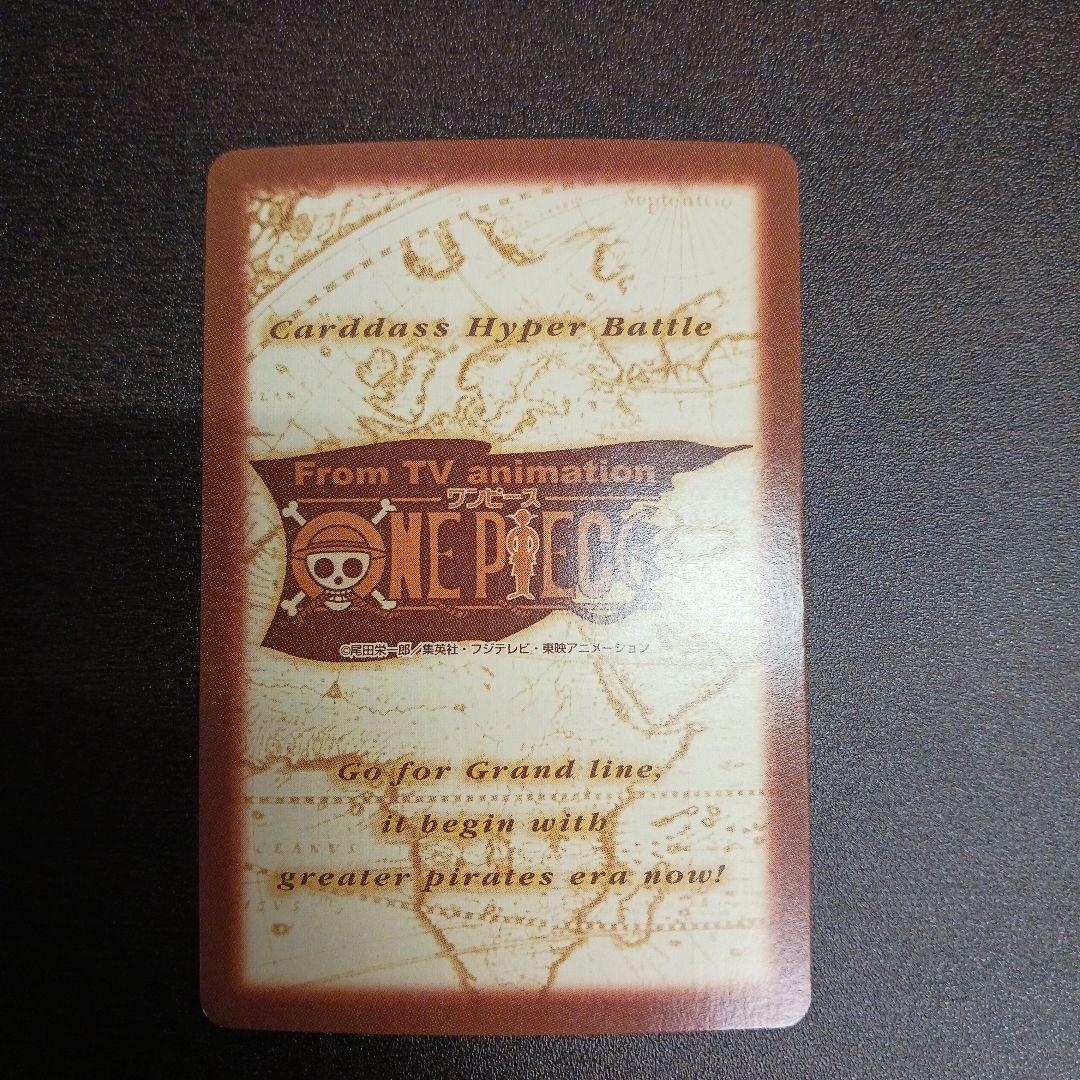 Septentrio
Carddass Hyper Battle
From TV animation
ワンピース
ONE PIECE
©尾田栄一郎／集英社・フジテレビ・東映アニメーション
Go for Grand line,
it begin with
greater pirates era now!